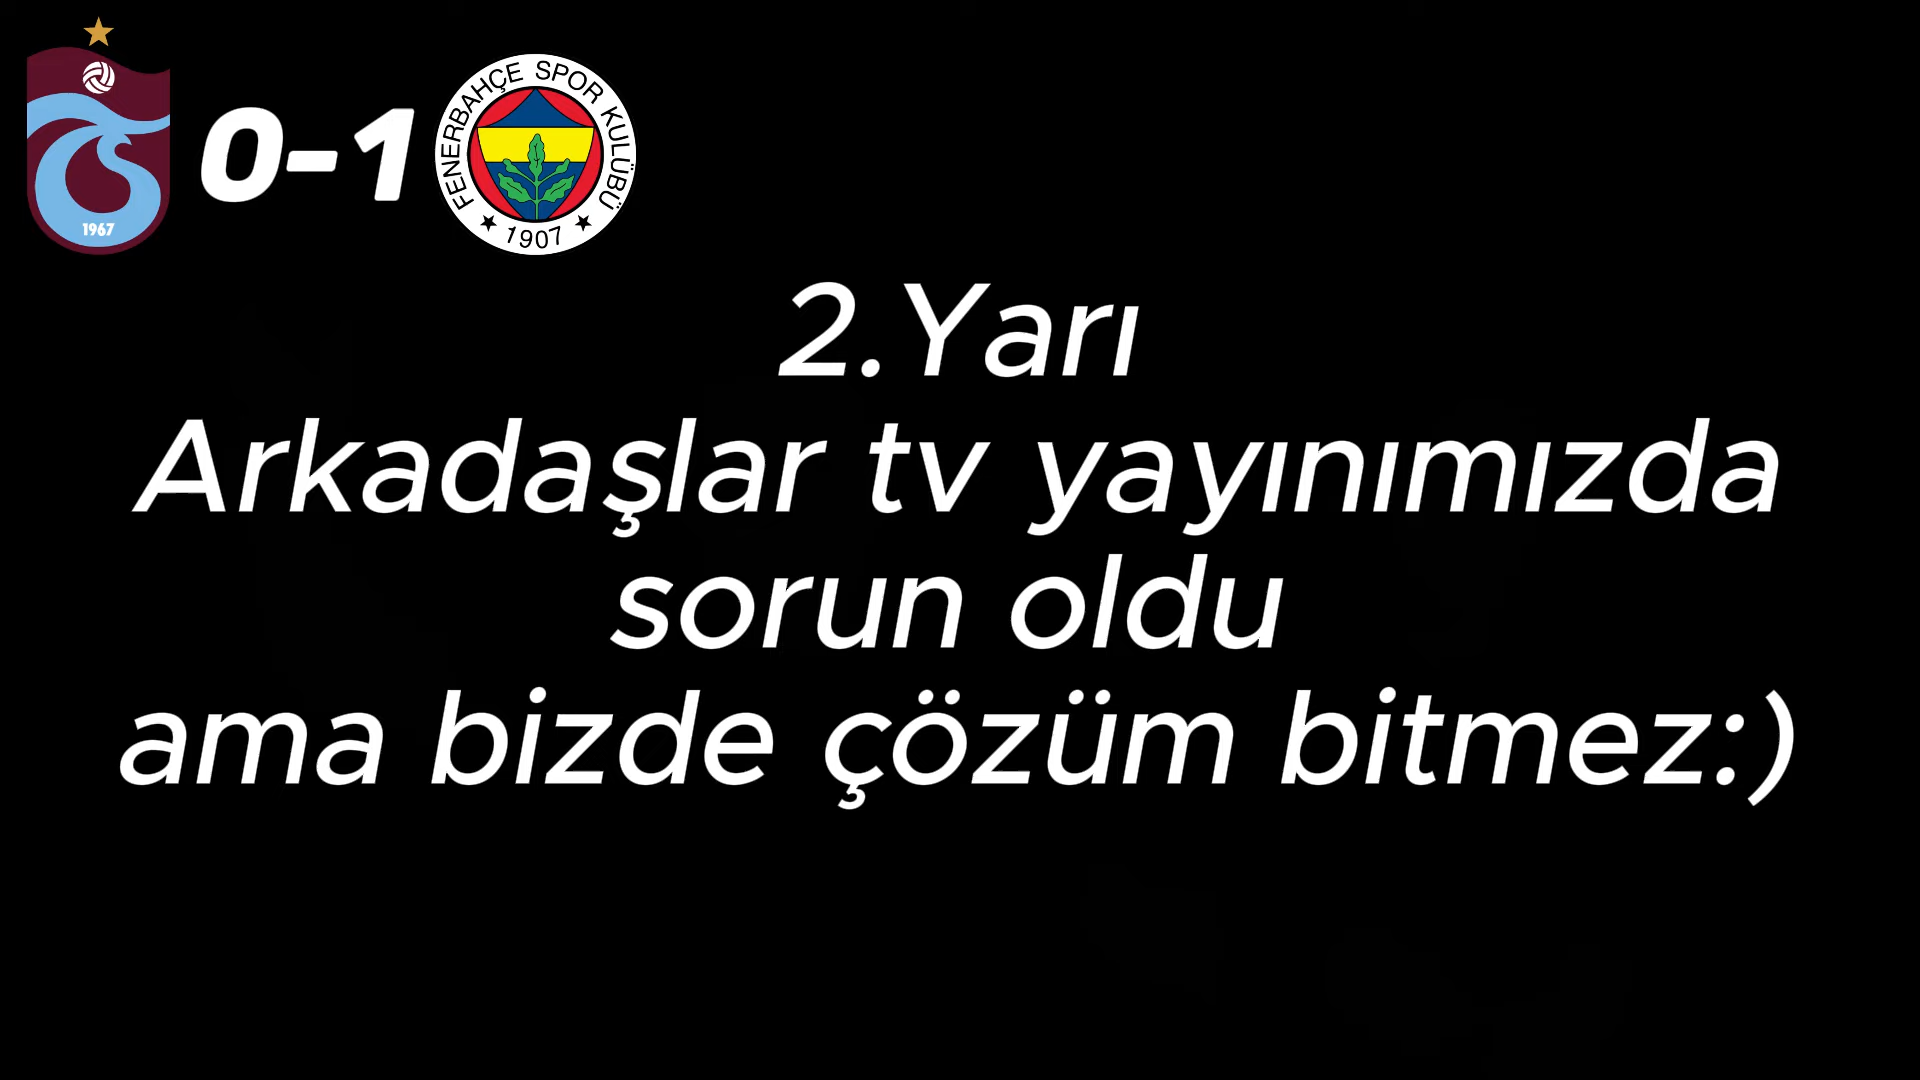 1967
0-1
FENERBAHÇE SPOR KULÜBÜ
1907
2.Yarı
Arkadaşlar tv yayınımızda
sorun oldu
ama bizde çözüm bitmez:)